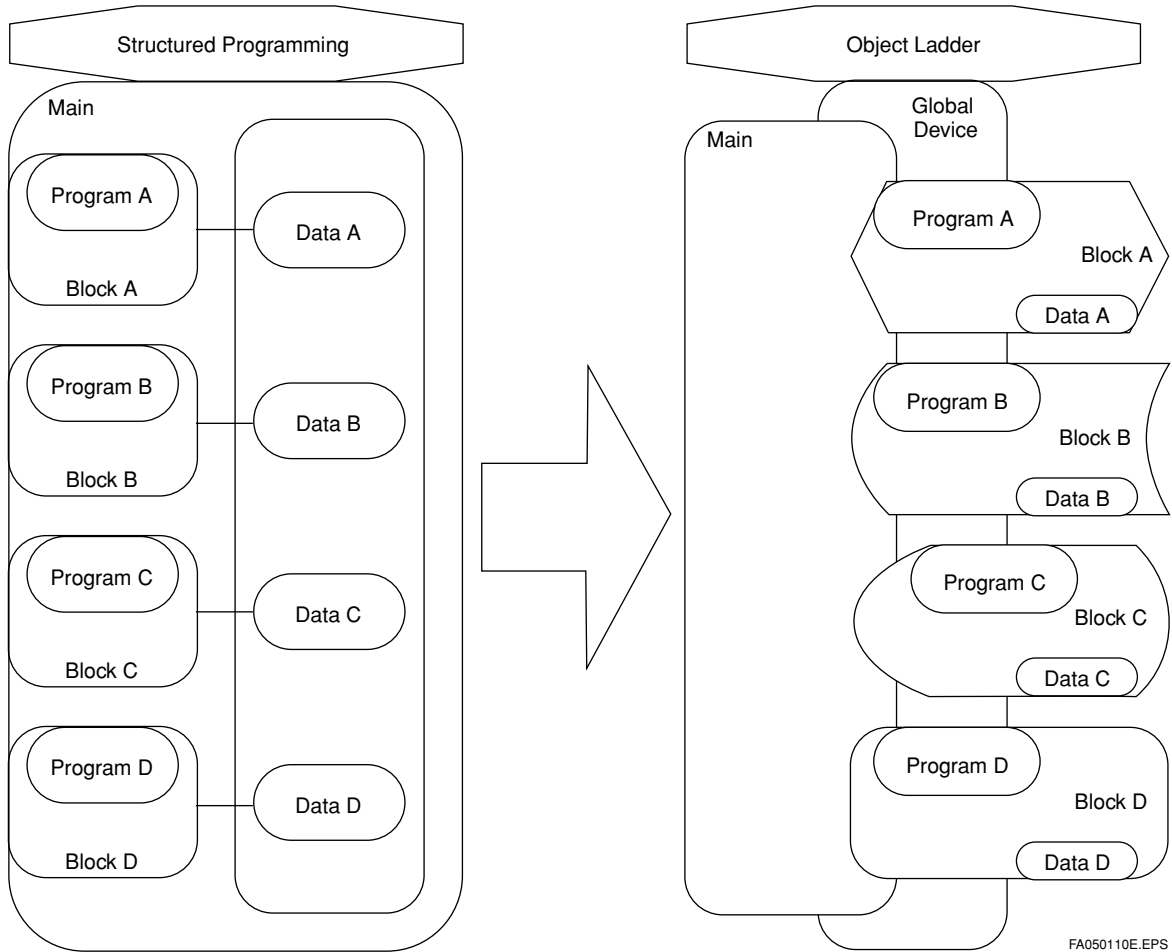 Structured Programming
Main
Program A
Data A
Block A
Program B
Data B
Block B
Program C
Data C
Block C
Program D
Data D
Block D
Object Ladder
Global
Device
Main
Program A
Block A
Data A
Program B
Block B
Data B
Program C
Block C
Data C
Program D
Block D
Data D
FA050110E.EPS